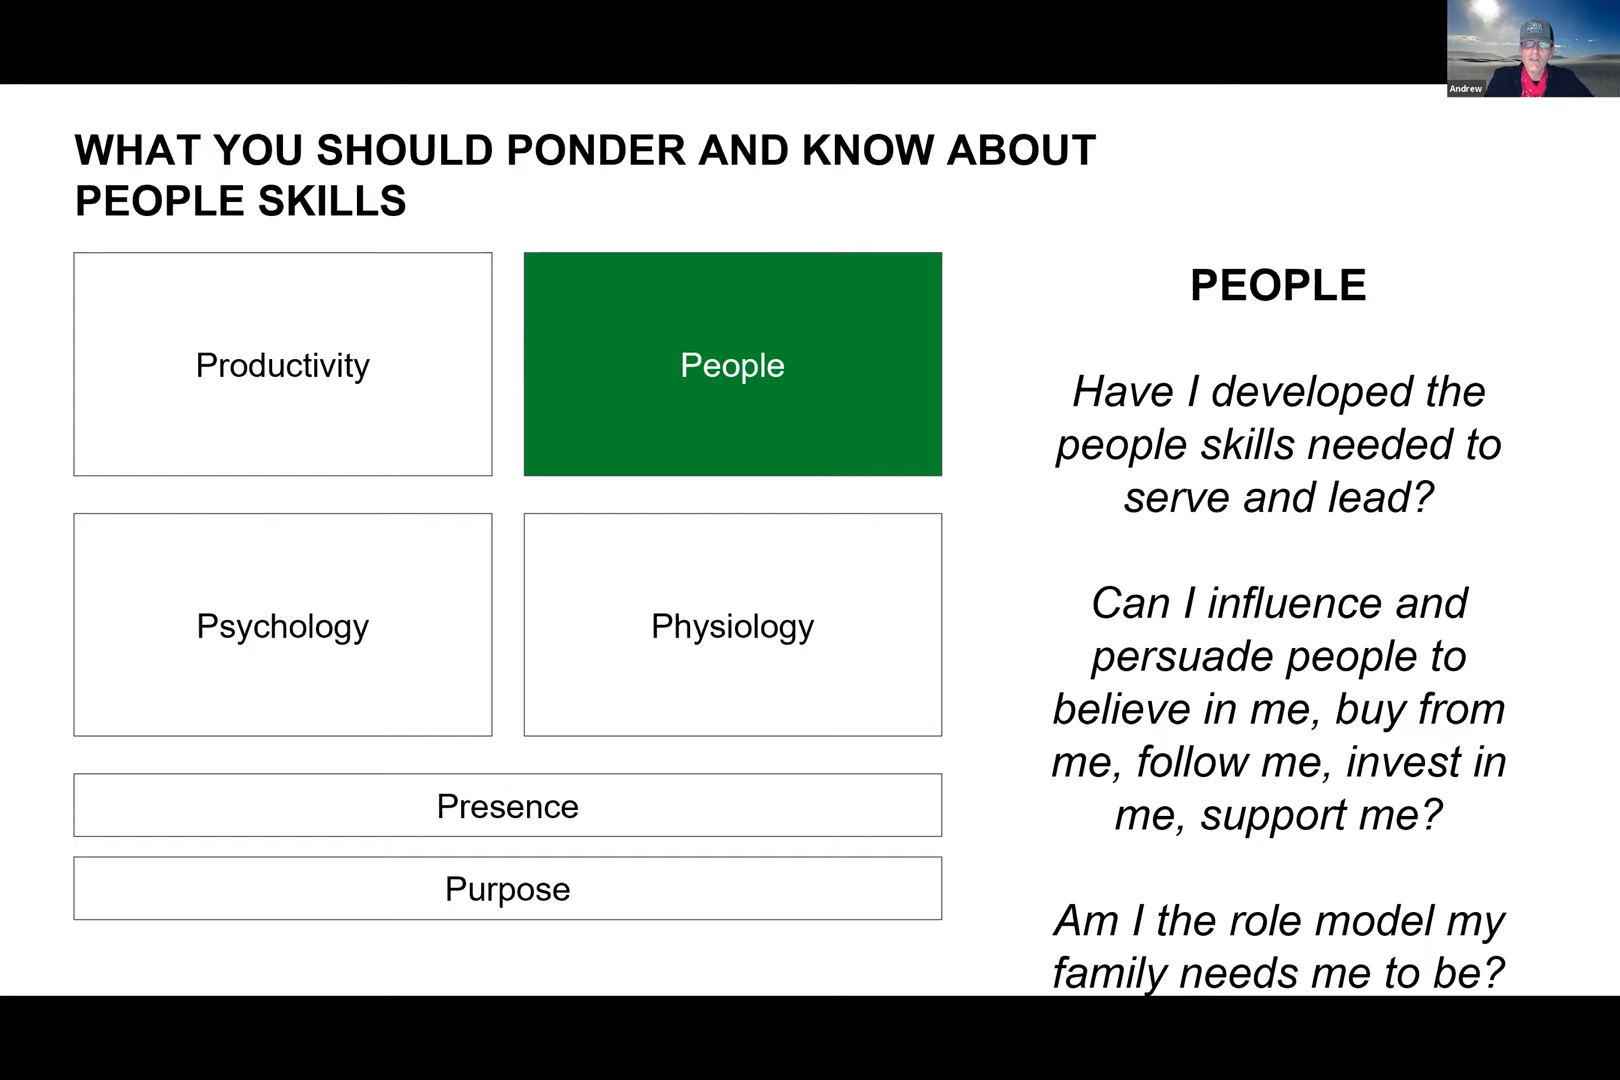 Andrew
WHAT YOU SHOULD PONDER AND KNOW ABOUT
PEOPLE SKILLS
Productivity
People
Psychology
Physiology
Presence
Purpose
PEOPLE
Have I developed the
people skills needed to
serve and lead?
Can I influence and
persuade people to
believe in me, buy from
me, follow me, invest in
me, support me?
Am I the role model my
family needs me to be?